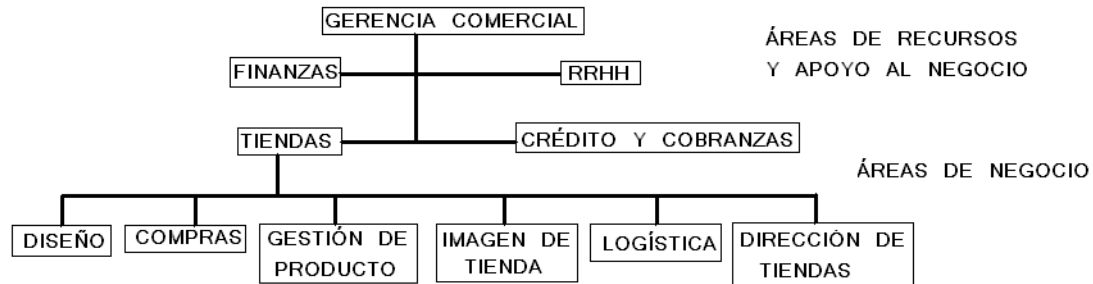 GERENCIA COMERCIAL
ÁREAS DE RECURSOS
Y APOYO AL NEGOCIO
FINANZAS
RRHH
TIENDAS
CRÉDITO Y COBRANZAS
ÁREAS DE NEGOCIO
DISEÑO
COMPRAS
GESTIÓN DE
PRODUCTO
IMAGEN DE
TIENDA
LOGÍSTICA
DIRECCIÓN DE
TIENDAS